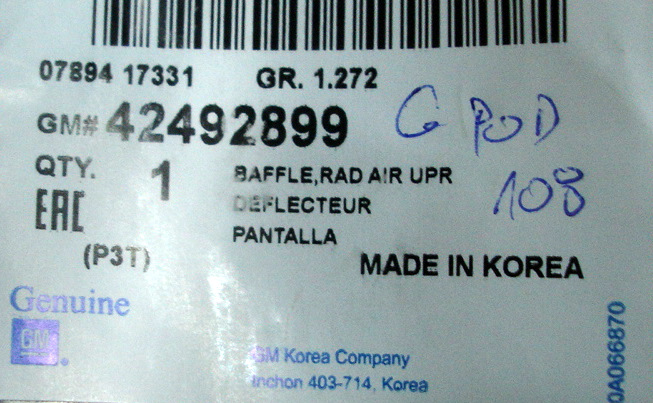 07894 17331 GR. 1.272
GM# 42492899
G POD
QTY. 1 BAFFLE,RAD AIR UPR
108
EAC DEFLECTEUR
PANTALLA
(P3T)
MADE IN KOREA
Genuine
GM
GM Korea Company
Inchon 403-714, Korea
0A066870